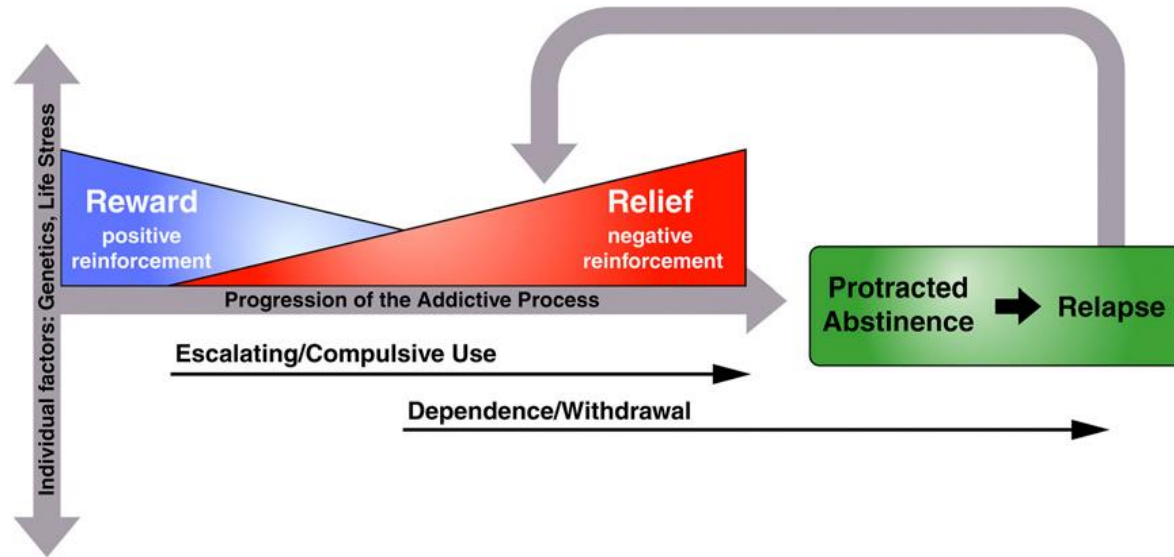 Individual factors: Genetics, Life Stress
Reward
positive
reinforcement
Relief
negative
reinforcement
Progression of the Addictive Process
Escalating/Compulsive Use
Dependence/Withdrawal
Protracted
Abstinence
Relapse